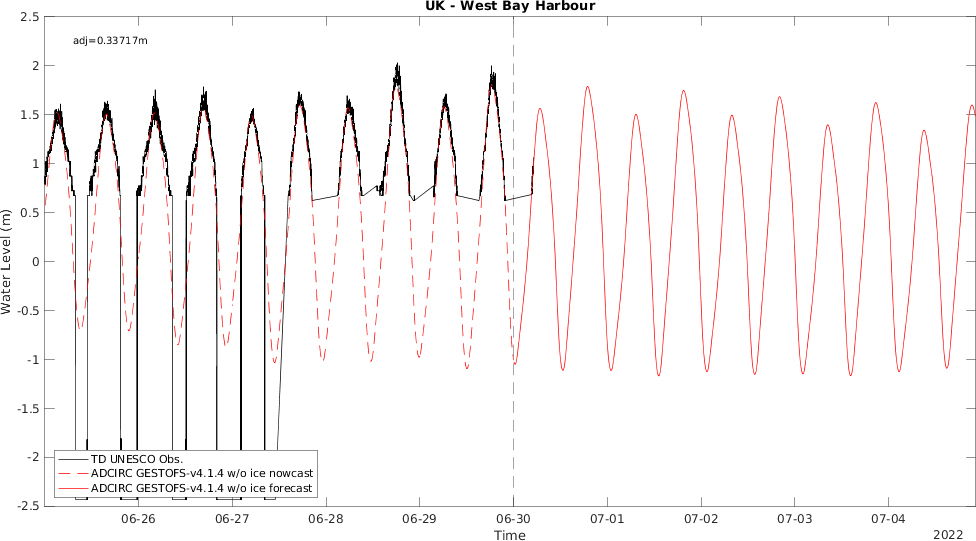 UK - West Bay Harbour
adj=0.33717m
2.5
2
1.5
1
0.5
0
-0.5
-1
-1.5
-2
-2.5
Water Level (m)
TD UNESCO Obs.
ADCIRC GESTOFS-v4.1.4 w/o ice nowcast
ADCIRC GESTOFS-v4.1.4 w/o ice forecast
06-26 06-27 06-28 06-29 06-30 07-01 07-02 07-03 07-04
Time
2022